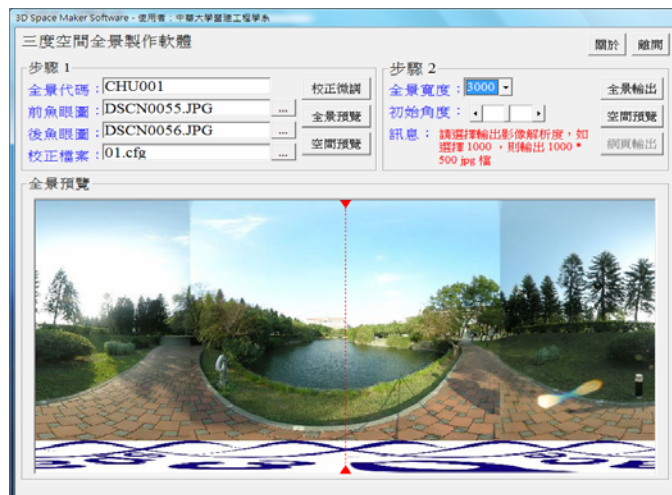 3D Space Maker Software - 使用者：中華大學營建工程學系
三度空間全景製作軟體
關於
離開
步驟 1
全景代碼：CHU001
校正微調
前魚眼圖：DSCN0055.JPG
...
全景預覽
後魚眼圖：DSCN0056.JPG
...
空間預覽
校正檔案：01.cfg
...
步驟 2
全景寬度：3000
全景輸出
初始角度：
空間預覽
訊息：請選擇輸出影像解析度，如
選擇 1000 ，則輸出 1000 *
500 jpg 檔
網頁輸出
全景預覽